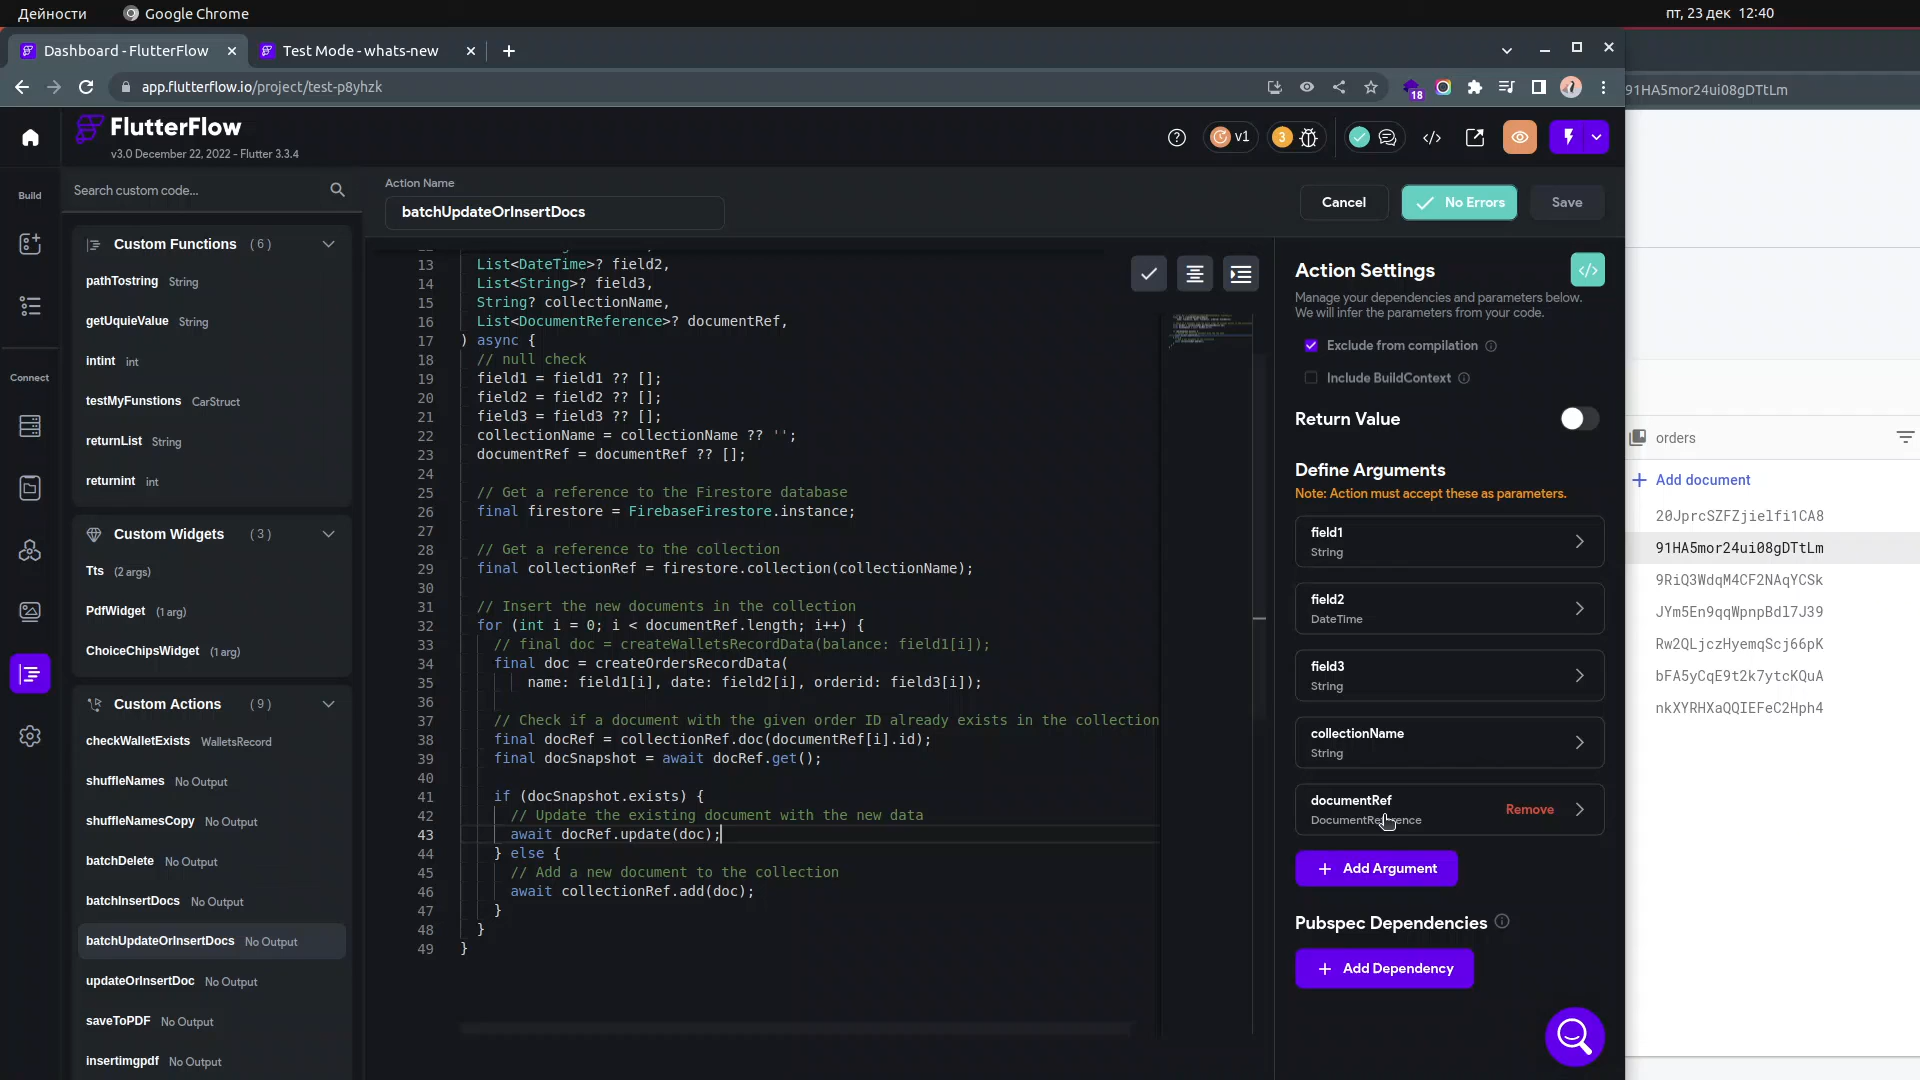 Дейности
Google Chrome
пт, 23 дек 12:40
Dashboard - FlutterFlow
Test Mode - whats-new
app.flutterflow.io/project/test-p8yhzk
18
91HA5mor24ui08gDTtLm
FlutterFlow
v3.0 December 22, 2022 - Flutter 3.3.4
v1
3
Build
Connect
Search custom code...
Custom Functions (6)
pathTostring String
getUquieValue String
intint int
testMyFunstions CarStruct
returnList String
returnint int
Custom Widgets (3)
Tts (2 args)
PdfWidget (1 arg)
ChoiceChipsWidget (1 arg)
Custom Actions (9)
checkWalletExists WalletsRecord
shuffleNames No Output
shuffleNamesCopy No Output
batchDelete No Output
batchInsertDocs No Output
batchUpdateOrInsertDocs No Output
updateOrInsertDoc No Output
saveToPDF No Output
insertimgpdf No Output
Action Name
batchUpdateOrInsertDocs
Cancel
No Errors
Save
13 List<DateTime>? field2,
14 List<String>? field3,
15 String? collectionName,
16 List<DocumentReference>? documentRef,
17 ) async {
18 // null check
19 field1 = field1 ?? [];
20 field2 = field2 ?? [];
21 field3 = field3 ?? [];
22 collectionName = collectionName ?? '';
23 documentRef = documentRef ?? [];
24
25 // Get a reference to the Firestore database
26 final firestore = FirebaseFirestore.instance;
27
28 // Get a reference to the collection
29 final collectionRef = firestore.collection(collectionName);
30
31 // Insert the new documents in the collection
32 for (int i = 0; i < documentRef.length; i++) {
33 // final doc = createWalletsRecordData(balance: field1[i]);
34 final doc = createOrdersRecordData(
35 name: field1[i], date: field2[i], orderid: field3[i]);
36
37 // Check if a document with the given order ID already exists in the collection
38 final docRef = collectionRef.doc(documentRef[i].id);
39 final docSnapshot = await docRef.get();
40
41 if (docSnapshot.exists) {
42 // Update the existing document with the new data
43 await docRef.update(doc);
44 } else {
45 // Add a new document to the collection
46 await collectionRef.add(doc);
47 }
48 }
49 }
Action Settings
Manage your dependencies and parameters below.
We will infer the parameters from your code.
Exclude from compilation
Include BuildContext
Return Value
Define Arguments
Note: Action must accept these as parameters.
field1
String
field2
DateTime
field3
String
collectionName
String
documentRef
DocumentReference
Remove
+ Add Argument
Pubspec Dependencies
+ Add Dependency
orders
+ Add document
20JprcSZFZjielfi1CA8
91HA5mor24ui08gDTtLm
9RiQ3WdqM4CF2NAqYCSk
JYm5En9qqWpnpBdl7J39
Rw2QLjczHyemqScj66pK
bFA5yCqE9t2k7ytcKQuA
nkXYRHXaQQIEFeC2Hph4